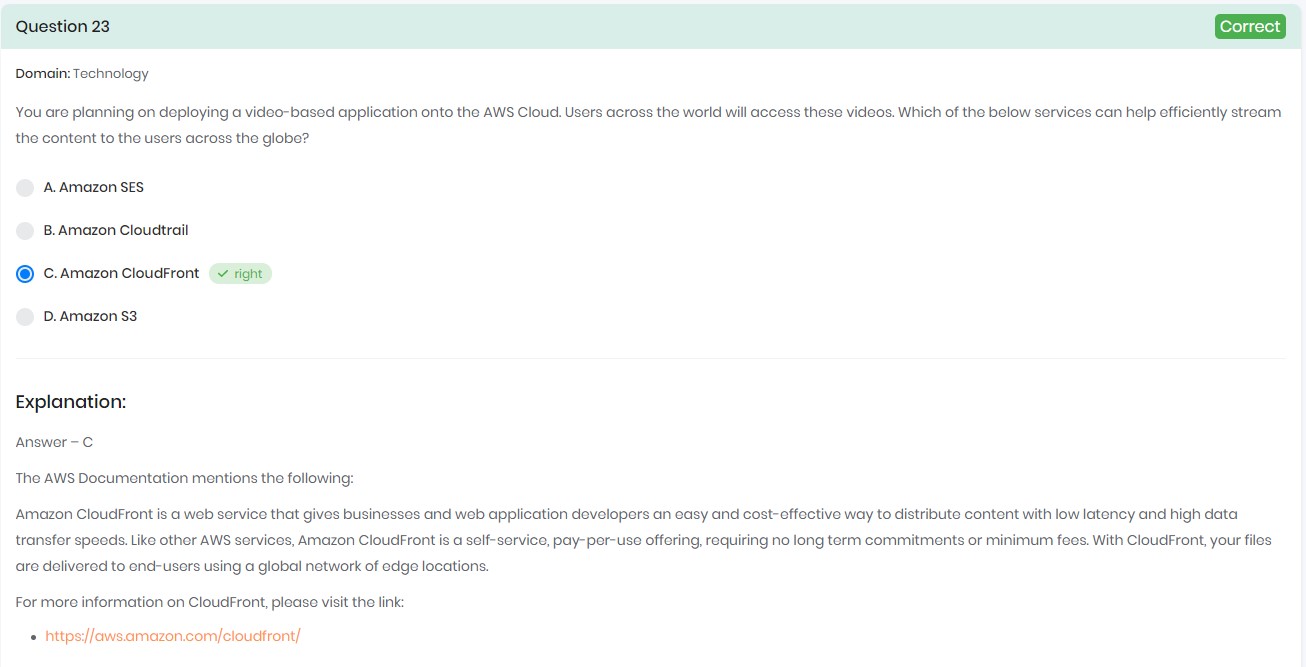 Question 23
Correct
Domain: Technology
You are planning on deploying a video-based application onto the AWS Cloud. Users across the world will access these videos. Which of the below services can help efficiently stream
the content to the users across the globe?
A. Amazon SES
B. Amazon Cloudtrail
C. Amazon CloudFront
right
D. Amazon S3
Explanation:
Answer – C
The AWS Documentation mentions the following:
Amazon CloudFront is a web service that gives businesses and web application developers an easy and cost-effective way to distribute content with low latency and high data
transfer speeds. Like other AWS services, Amazon CloudFront is a self-service, pay-per-use offering, requiring no long term commitments or minimum fees. With CloudFront, your files
are delivered to end-users using a global network of edge locations.
For more information on CloudFront, please visit the link:
https://aws.amazon.com/cloudfront/